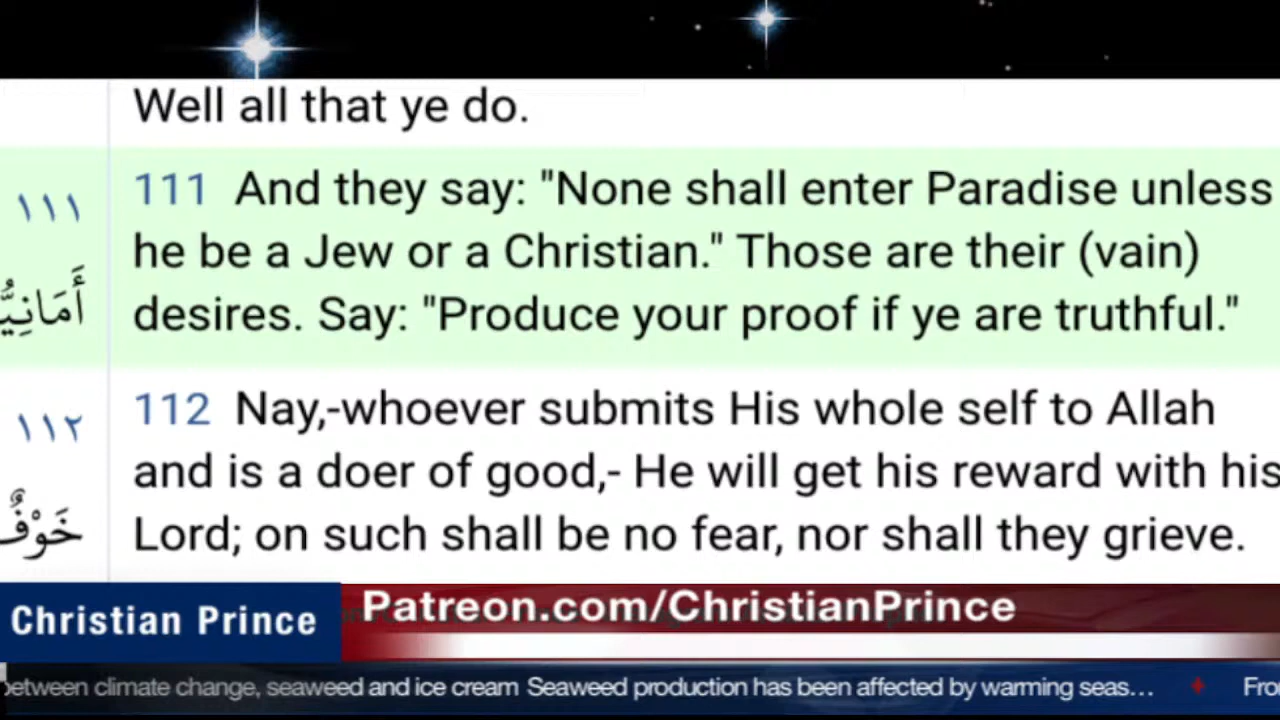 Well all that ye do.
١١١
111 And they say: "None shall enter Paradise unless
he be a Jew or a Christian." Those are their (vain)
أَمَانِيُّ
desires. Say: "Produce your proof if ye are truthful."
١١٢
112 Nay,-whoever submits His whole self to Allah
and is a doer of good,- He will get his reward with his
خَوْفٌ
Lord; on such shall be no fear, nor shall they grieve.
Christian Prince
Patreon.com/ChristianPrince
between climate change, seaweed and ice cream Seaweed production has been affected by warming seas... ♦ Fro